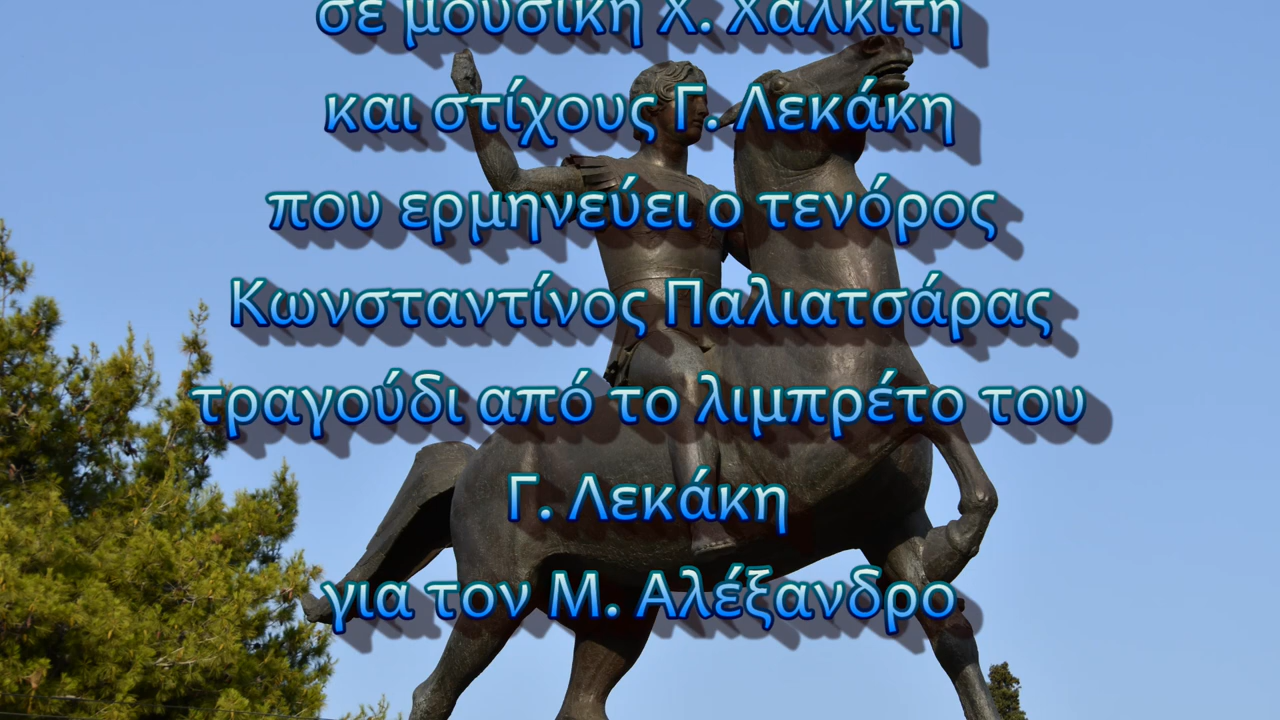 σε μουσική Χ. Χαλκίτη
και στίχους Γ. Λεκάκη
που ερμηνεύει ο τενόρος
Κωνσταντίνος Παλιατσάρας
τραγούδι από το λιμπρέτο του
Γ. Λεκάκη
για τον Μ. Αλέξανδρο